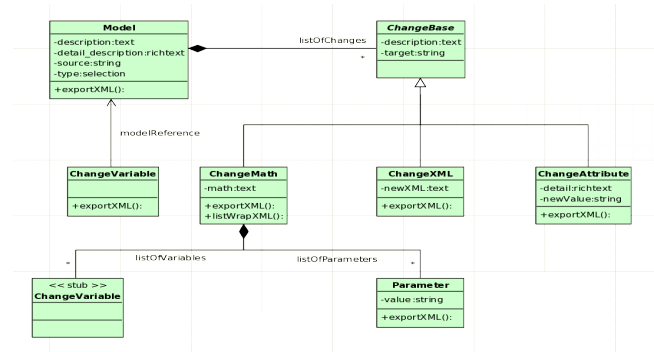 Model
-description:text
-detail_description:richtext
-source:string
-type:selection
+exportXML():
listOfChanges
*
ChangeBase
-description:text
-target:string
modelReference
ChangeVariable
+exportXML():
ChangeMath
-math:text
+exportXML():
+listWrapXML():
ChangeXML
-newXML:text
+exportXML():
ChangeAttribute
-detail:richtext
-newValue:string
+exportXML():
listOfVariables
*
listOfParameters
*
<< stub >>
ChangeVariable
Parameter
-value:string
+exportXML():